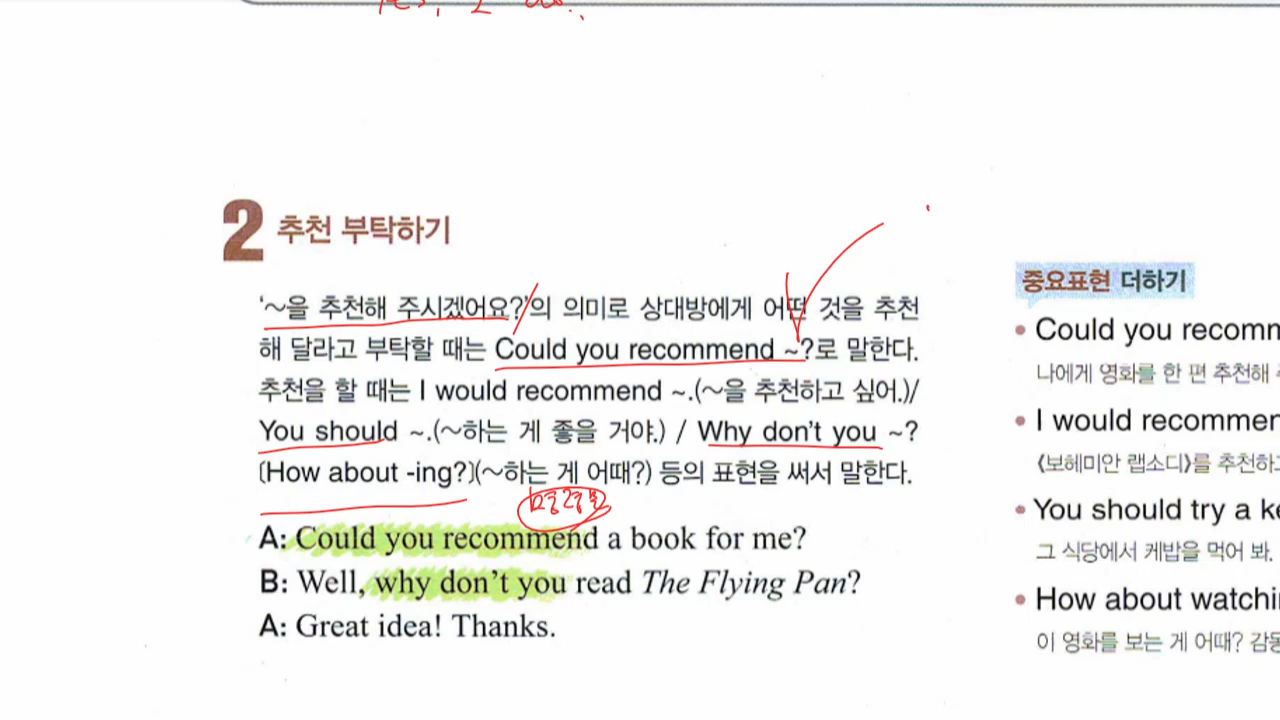 Yes, I do.
2 추천 부탁하기
'~을 추천해 주시겠어요?'의 의미로 상대방에게 어떤 것을 추천
해 달라고 부탁할 때는 Could you recommend ~?로 말한다.
추천을 할 때는 I would recommend ~.(~을 추천하고 싶어.)/
You should ~.(~하는 게 좋을 거야.) / Why don't you ~?
(How about -ing?)(~하는 게 어때?) 등의 표현을 써서 말한다.
명령문
A: Could you recommend a book for me?
B: Well, why don't you read The Flying Pan?
A: Great idea! Thanks.
중요표현 더하기
• Could you recomm
나에게 영화를 한 편 추천해
• I would recommer
《보헤미안 랩소디》를 추천하고
• You should try a ke
그 식당에서 케밥을 먹어 봐.
• How about watchi
이 영화를 보는 게 어때? 감동